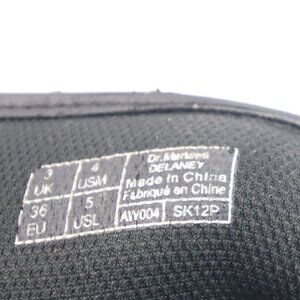 3 UK
4 USM
Dr. Martens
DELANEY
Made in China
Fabriqué en Chine
36 EU
5 USL
AW004
SK12P